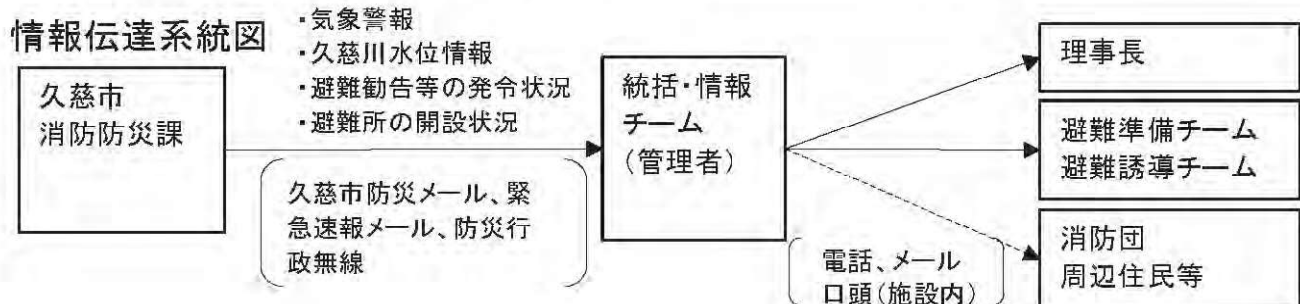 情報伝達系統図
・気象警報
・久慈川水位情報
・避難勧告等の発令状況
・避難所の開設状況
久慈市
消防防災課
久慈市防災メール、緊
急速報メール、防災行
政無線
統括・情報
チーム
(管理者)
電話、メール
口頭(施設内)
理事長
避難準備チーム
避難誘導チーム
消防団
周辺住民等